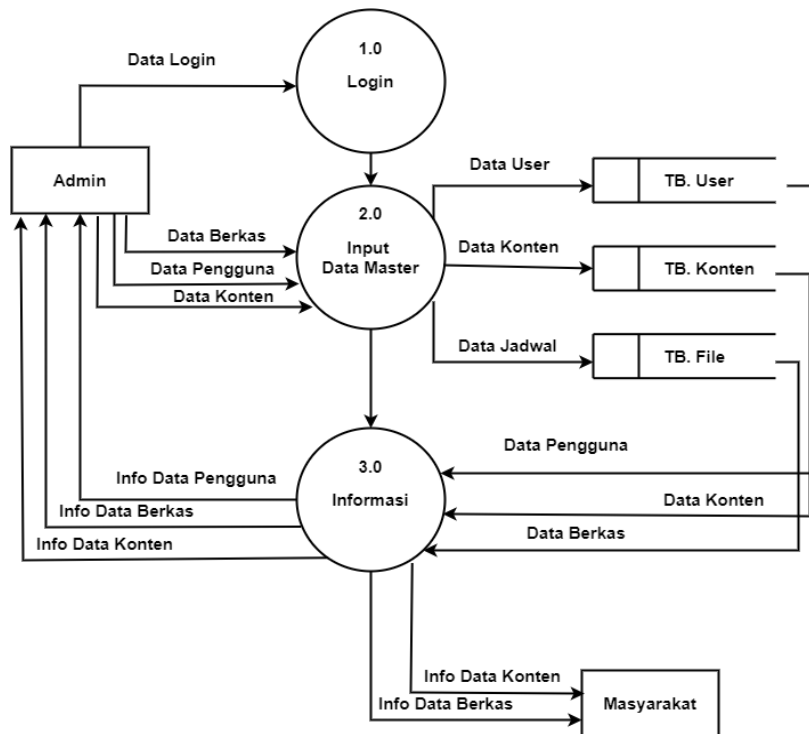 1.0
Login
Data Login
Admin
Data User
TB. User
2.0
Input
Data Master
Data Berkas
Data Pengguna
Data Konten
Data Konten
TB. Konten
Data Jadwal
TB. File
3.0
Informasi
Data Pengguna
Data Konten
Data Berkas
Info Data Pengguna
Info Data Berkas
Info Data Konten
Info Data Konten
Info Data Berkas
Masyarakat